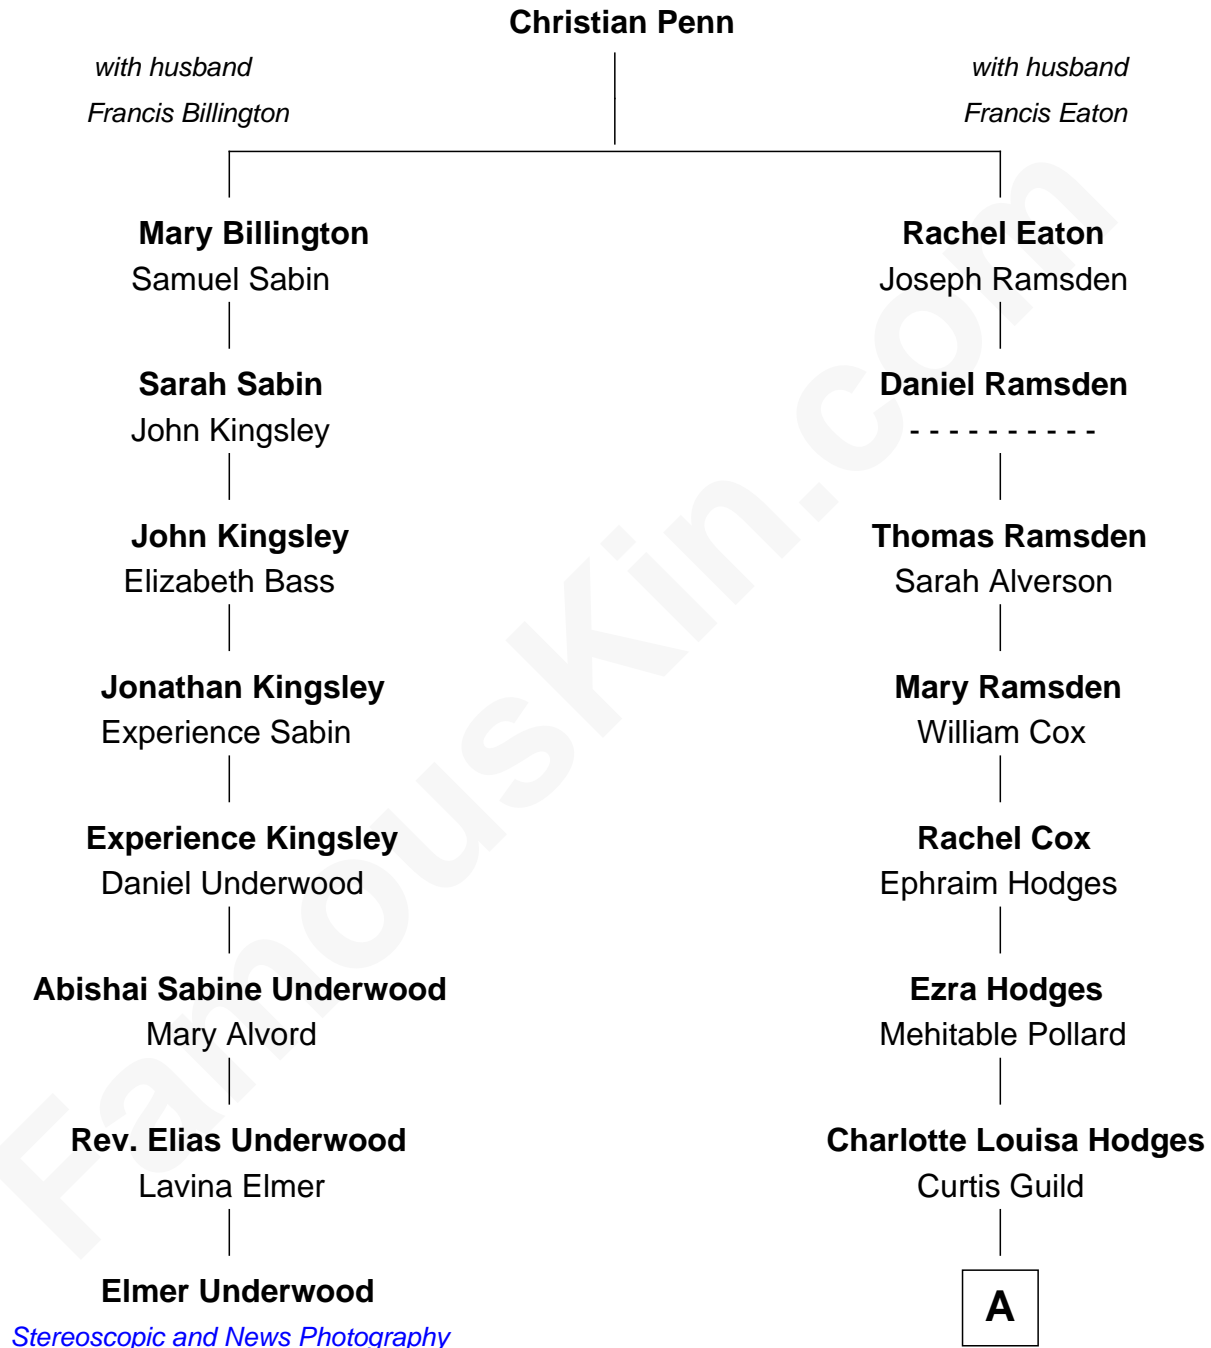 Christian Penn
with husband
Francis Billington
with husband
Francis Eaton
Mary Billington
Samuel Sabin
Rachel Eaton
Joseph Ramsden
Sarah Sabin
John Kingsley
Daniel Ramsden
- - - - - - - - - -
John Kingsley
Elizabeth Bass
Thomas Ramsden
Sarah Alverson
Jonathan Kingsley
Experience Sabin
Mary Ramsden
William Cox
Experience Kingsley
Daniel Underwood
Rachel Cox
Ephraim Hodges
Abishai Sabine Underwood
Mary Alvord
Ezra Hodges
Mehitable Pollard
Rev. Elias Underwood
Lavina Elmer
Charlotte Louisa Hodges
Curtis Guild
Elmer Underwood
Stereoscopic and News Photography
A
FamousKin.com